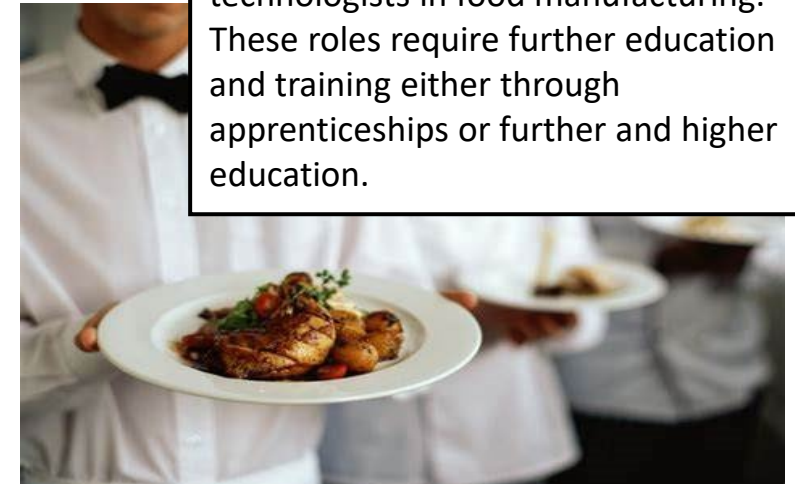 technologists in food manufacturing.
These roles require further education
and training either through
apprenticeships or further and higher
education.